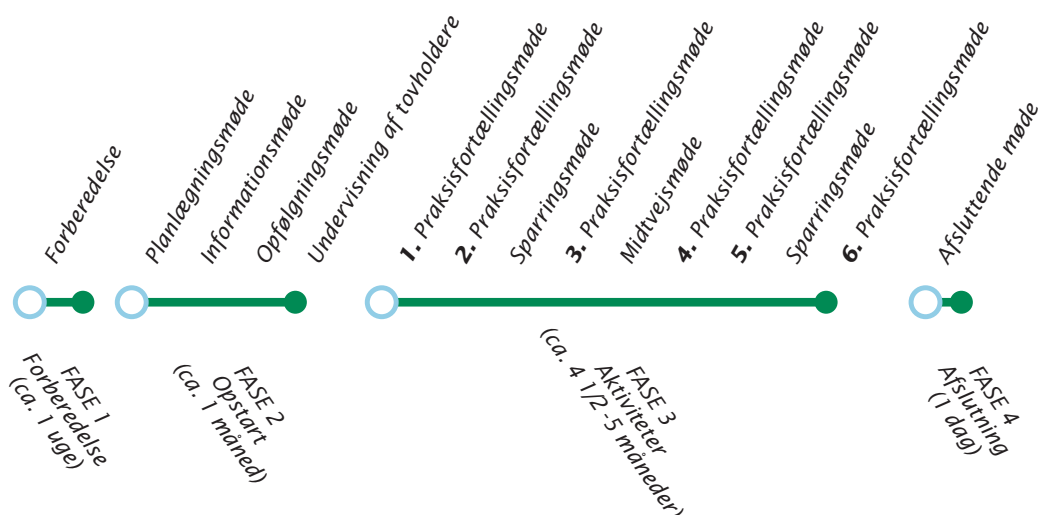 Forberedelse
Planlægningsmøde
Informationsmøde
Opfølgningsmøde
Undervisning af tovholdere
1. Praksisfortællingsmøde
2. Praksisfortællingsmøde
Sparringsmøde
3. Praksisfortællingsmøde
Midtvejsmøde
4. Praksisfortællingsmøde
5. Praksisfortællingsmøde
Sparringsmøde
6. Praksisfortællingsmøde
Afsluttende møde
FASE 1
Forberedelse
(ca. 1 uge)
FASE 2
Opstart
(ca. 1 måned)
FASE 3
Aktiviteter
(ca. 4 1/2 -5 måneder)
FASE 4
Afslutning
(1 dag)